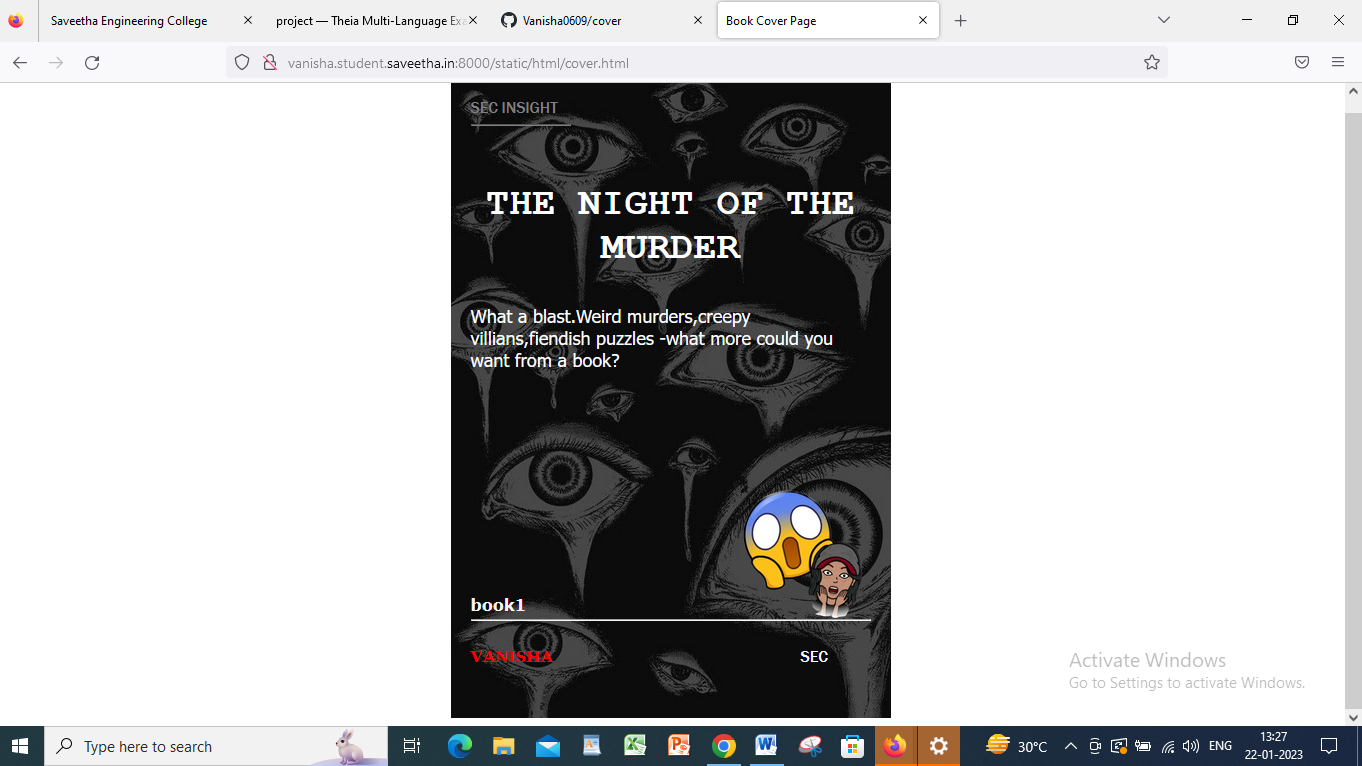 Saveetha Engineering College
project — Theia Multi-Language Exa
Vanisha0609/cover
Book Cover Page
vanisha.student.saveetha.in:8000/static/html/cover.html
SEC INSIGHT
THE NIGHT OF THE
MURDER
What a blast.Weird murders,creepy
villians,fiendish puzzles -what more could you
want from a book?
book1
VANISHA
SEC
Activate Windows
Go to Settings to activate Windows.
Type here to search
30°C
ENG
13:27
22-01-2023